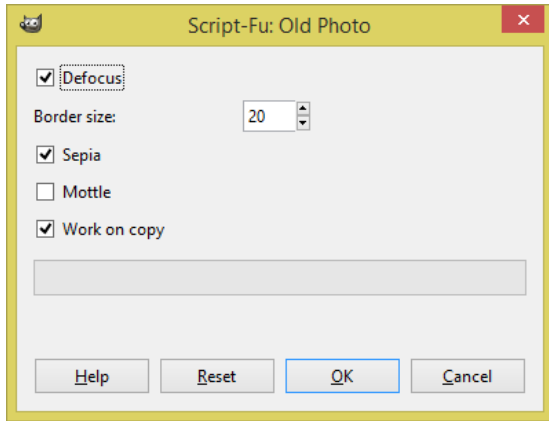 Script-Fu: Old Photo
Defocus
Border size: 20
Sepia
Mottle
Work on copy
Help Reset OK Cancel